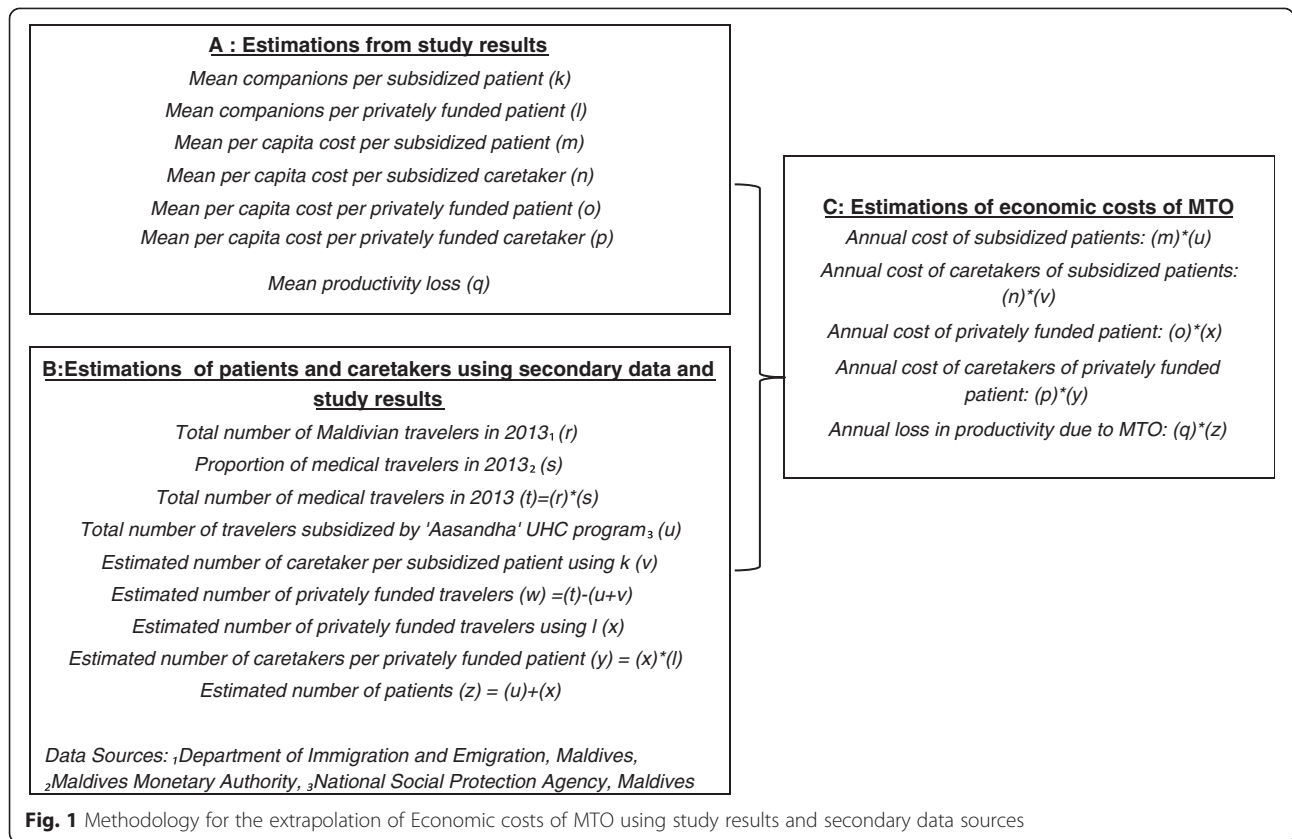 A : Estimations from study results
Mean companions per subsidized patient (k)
Mean companions per privately funded patient (l)
Mean per capita cost per subsidized patient (m)
Mean per capita cost per subsidized caretaker (n)
Mean per capita cost per privately funded patient (o)
Mean per capita cost per privately funded caretaker (p)
Mean productivity loss (q)
B:Estimations of patients and caretakers using secondary data and
study results
Total number of Maldivian travelers in 2013₁ (r)
Proportion of medical travelers in 2013₂ (s)
Total number of medical travelers in 2013 (t)=(r)*(s)
Total number of travelers subsidized by 'Aasandha' UHC program₃ (u)
Estimated number of caretaker per subsidized patient using k (v)
Estimated number of privately funded travelers (w) =(t)-(u+v)
Estimated number of privately funded travelers using l (x)
Estimated number of caretakers per privately funded patient (y) = (x)*(l)
Estimated number of patients (z) = (u)+(x)
Data Sources: ₁Department of Immigration and Emigration, Maldives,
₂Maldives Monetary Authority, ₃National Social Protection Agency, Maldives
C: Estimations of economic costs of MTO
Annual cost of subsidized patients: (m)*(u)
Annual cost of caretakers of subsidized patients:
(n)*(v)
Annual cost of privately funded patient: (o)*(x)
Annual cost of caretakers of privately funded
patient: (p)*(y)
Annual loss in productivity due to MTO: (q)*(z)
Fig. 1 Methodology for the extrapolation of Economic costs of MTO using study results and secondary data sources